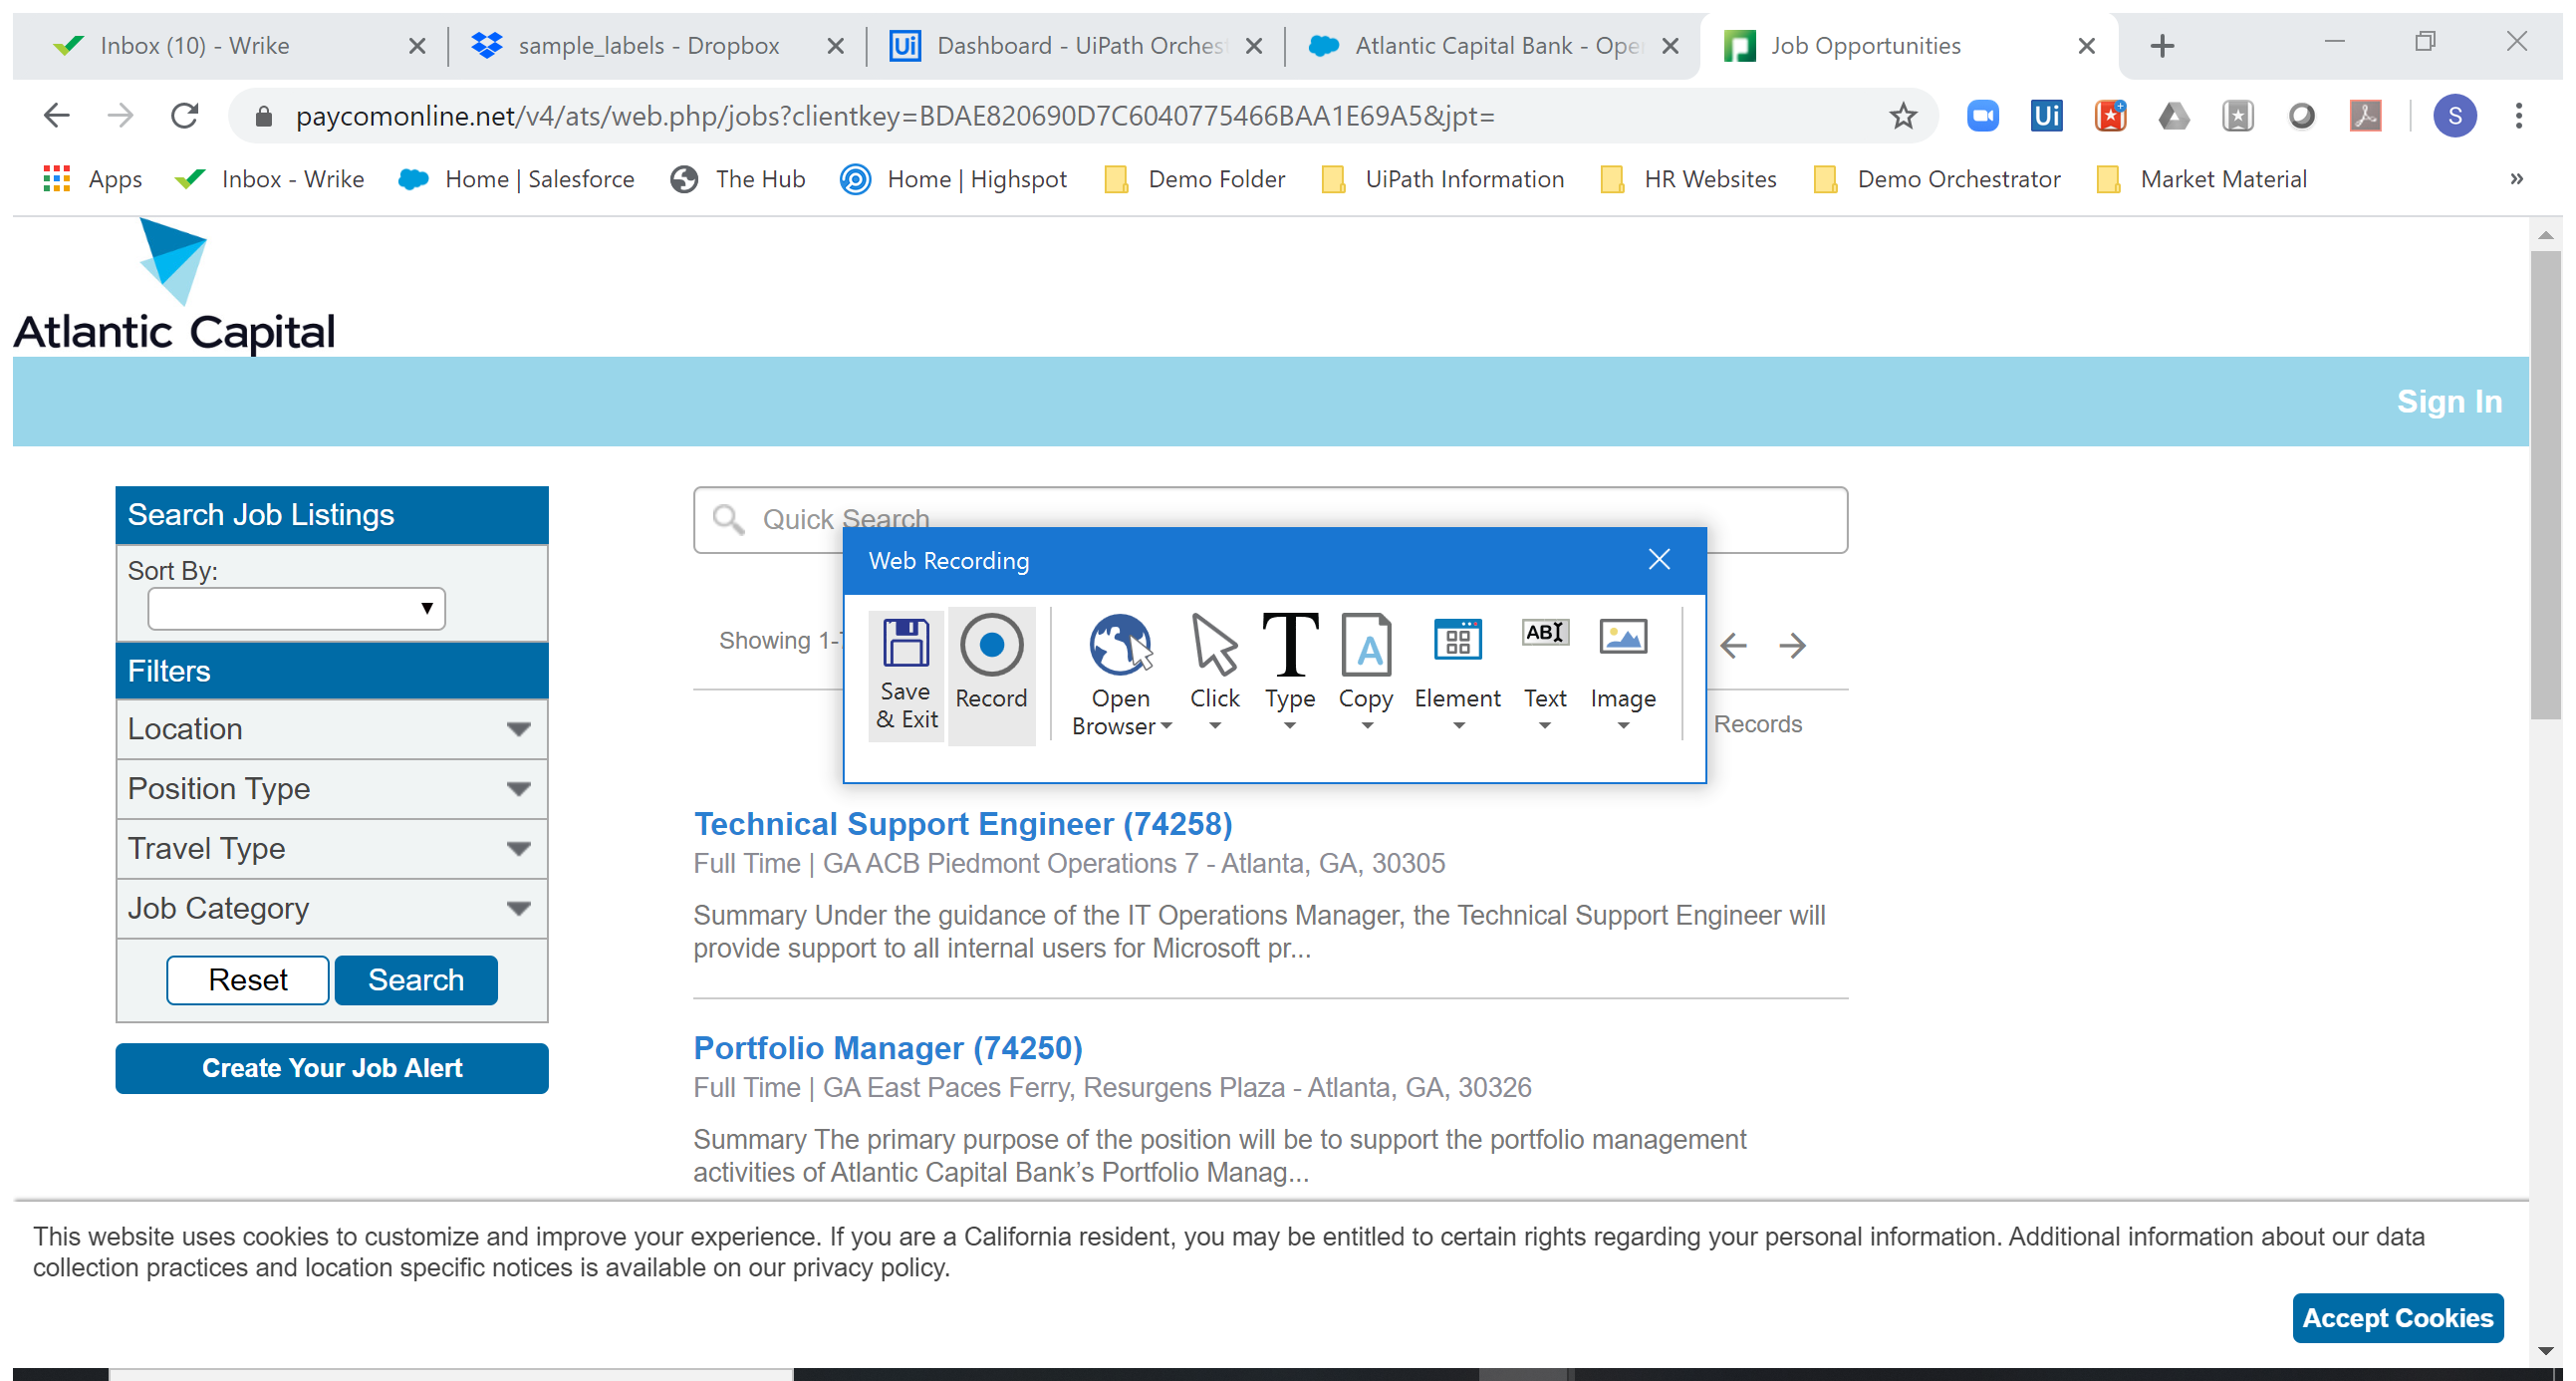 Inbox (10) - Wrike
sample_labels - Dropbox
Dashboard - UiPath Orches
Atlantic Capital Bank - Ope
Job Opportunities
paycomonline.net/v4/ats/web.php/jobs?clientkey=BDAE820690D7C6040775466BAA1E69A5&jpt=
Ui
S
Apps
Inbox - Wrike
Home | Salesforce
The Hub
Home | Highspot
Demo Folder
UiPath Information
HR Websites
Demo Orchestrator
Market Material
»
Atlantic Capital
Sign In
Search Job Listings
Sort By:
Filters
Location
Position Type
Travel Type
Job Category
Reset
Search
Create Your Job Alert
Quick Search
Web Recording
Save
& Exit
Record
Open
Browser
Click
Type
Copy
Element
Text
Image
Showing 1-
Records
Technical Support Engineer (74258)
Full Time | GA ACB Piedmont Operations 7 - Atlanta, GA, 30305
Summary Under the guidance of the IT Operations Manager, the Technical Support Engineer will
provide support to all internal users for Microsoft pr...
Portfolio Manager (74250)
Full Time | GA East Paces Ferry, Resurgens Plaza - Atlanta, GA, 30326
Summary The primary purpose of the position will be to support the portfolio management
activities of Atlantic Capital Bank’s Portfolio Manag...
This website uses cookies to customize and improve your experience. If you are a California resident, you may be entitled to certain rights regarding your personal information. Additional information about our data
collection practices and location specific notices is available on our privacy policy.
Accept Cookies